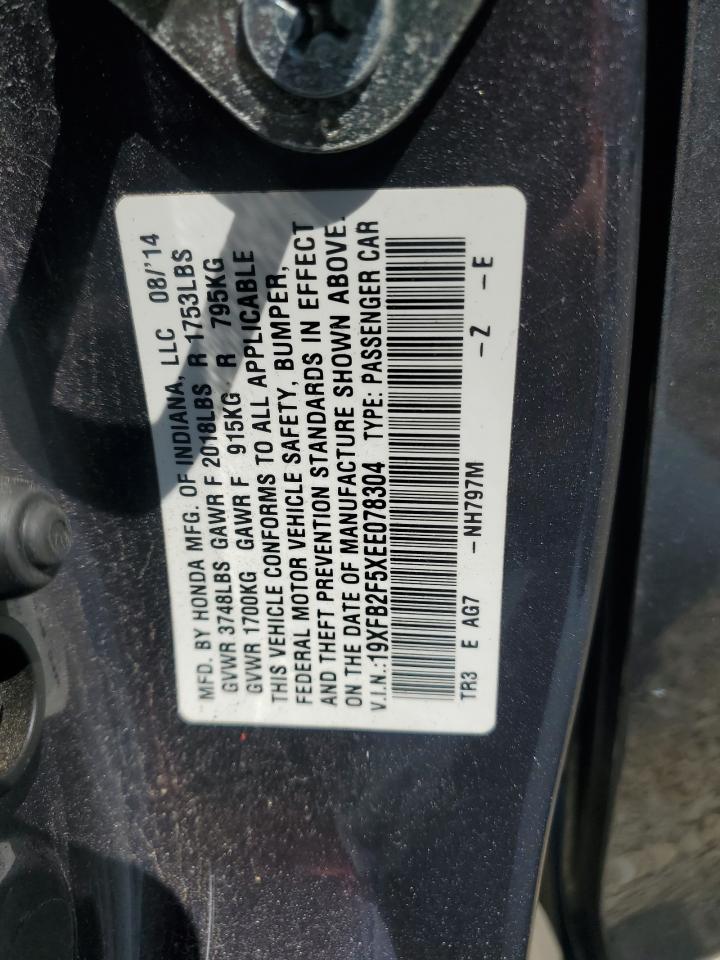 MFD. BY HONDA MFG. OF INDIANA, LLC 08/'14
GVWR 3748LBS GAWR F 2018LBS R 1753LBS
GVWR 1700KG GAWR F 915KG R 795KG
THIS VEHICLE CONFORMS TO ALL APPLICABLE
FEDERAL MOTOR VEHICLE SAFETY, BUMPER,
AND THEFT PREVENTION STANDARDS IN EFFECT
ON THE DATE OF MANUFACTURE SHOWN ABOVE.
V.I.N.:19XFB2F5XEE078304 TYPE: PASSENGER CAR
TR3 E AG7 -NH797M -Z -E